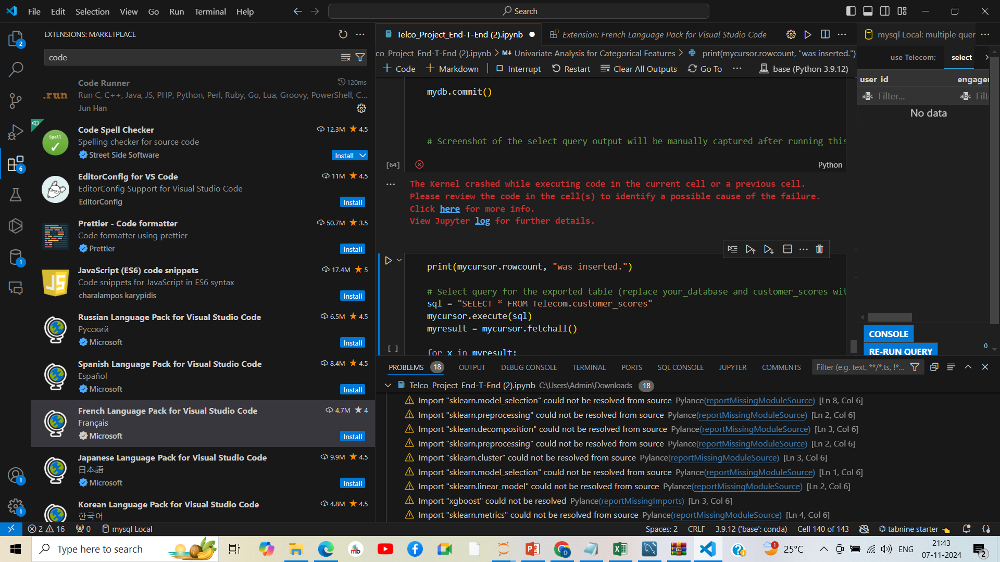 File Edit Selection View Go Run Terminal Help
Search
EXTENSIONS: MARKETPLACE
code
Code Runner 120ms
.run
Run C, C++, Java, JS, PHP, Python, Perl, Ruby, Go, Lua, Groovy, PowerShell, C...
Jun Han
Code Spell Checker 12.3M 4.5
Spell
Spelling checker for source code
Street Side Software Install
EditorConfig for VS Code 11M 4.5
EditorConfig Support for Visual Studio Code
EditorConfig Install
Prettier - Code formatter 50.7M 3.5
Code formatter using prettier
Prettier Install
JavaScript (ES6) code snippets 17.4M 5
JS
Code snippets for JavaScript in ES6 syntax
charalampos karypidis Install
Russian Language Pack for Visual Studio Code 6.5M 4.5
Русский
Microsoft Install
Spanish Language Pack for Visual Studio Code 8.4M 4.5
Español
Microsoft Install
French Language Pack for Visual Studio Code 4.7M 4
Français
Microsoft Install
Japanese Language Pack for Visual Studio Code 9.9M 4.5
日本語
Microsoft Install
Korean Language Pack for Visual Studio Code 4.8M 4.5
한국어
2
6
1
1
1
Telco_Project_End-T-End (2).ipynb
Extension: French Language Pack for Visual Studio Code
co_Project_End-T-End (2).ipynb > M↓ Univariate Analysis for Categorical Features > print(mycursor.rowcount, "was inserted.")
+ Code + Markdown Interrupt Restart Clear All Outputs Go To ... base (Python 3.9.12)
mydb.commit()
# Screenshot of the select query output will be manually captured after running this
[64] Python
The Kernel crashed while executing code in the current cell or a previous cell.
Please review the code in the cell(s) to identify a possible cause of the failure.
Click here for more info.
View Jupyter log for further details.
print(mycursor.rowcount, "was inserted.")
# Select query for the exported table (replace your_database and customer_scores wit
sql = "SELECT * FROM Telecom.customer_scores"
mycursor.execute(sql)
myresult = mycursor.fetchall()
for x in myresult:
[ ]
mysql Local: multiple quer ...
use Telecom; select
user_id engager
abc Filter... abc Filt
No data
CONSOLE
RE-RUN QUERY 0
PROBLEMS 18 OUTPUT DEBUG CONSOLE TERMINAL PORTS SQL CONSOLE JUPYTER COMMENTS Filter (e.g. text, **/*.ts, !*...
Telco_Project_End-T-End (2).ipynb C:\Users\Admin\Downloads 18
Import "sklearn.model_selection" could not be resolved from source Pylance(reportMissingModuleSource) [Ln 8, Col 6]
Import "sklearn.preprocessing" could not be resolved from source Pylance(reportMissingModuleSource) [Ln 2, Col 6]
Import "sklearn.decomposition" could not be resolved from source Pylance(reportMissingModuleSource) [Ln 3, Col 6]
Import "sklearn.preprocessing" could not be resolved from source Pylance(reportMissingModuleSource) [Ln 2, Col 6]
Import "sklearn.cluster" could not be resolved from source Pylance(reportMissingModuleSource) [Ln 3, Col 6]
Import "sklearn.model_selection" could not be resolved from source Pylance(reportMissingModuleSource) [Ln 1, Col 6]
Import "sklearn.linear_model" could not be resolved from source Pylance(reportMissingModuleSource) [Ln 2, Col 6]
Import "xgboost" could not be resolved Pylance(reportMissingImports) [Ln 3, Col 6]
Import "sklearn.metrics" could not be resolved from source Pylance(reportMissingModuleSource) [Ln 4, Col 6]
2 16 0 mysql Local
Spaces: 2 CRLF 3.9.12 ('base': conda) Cell 140 of 143 tabnine starter
Type here to search
mb
1
25°C
ENG
21:43
07-11-2024
2